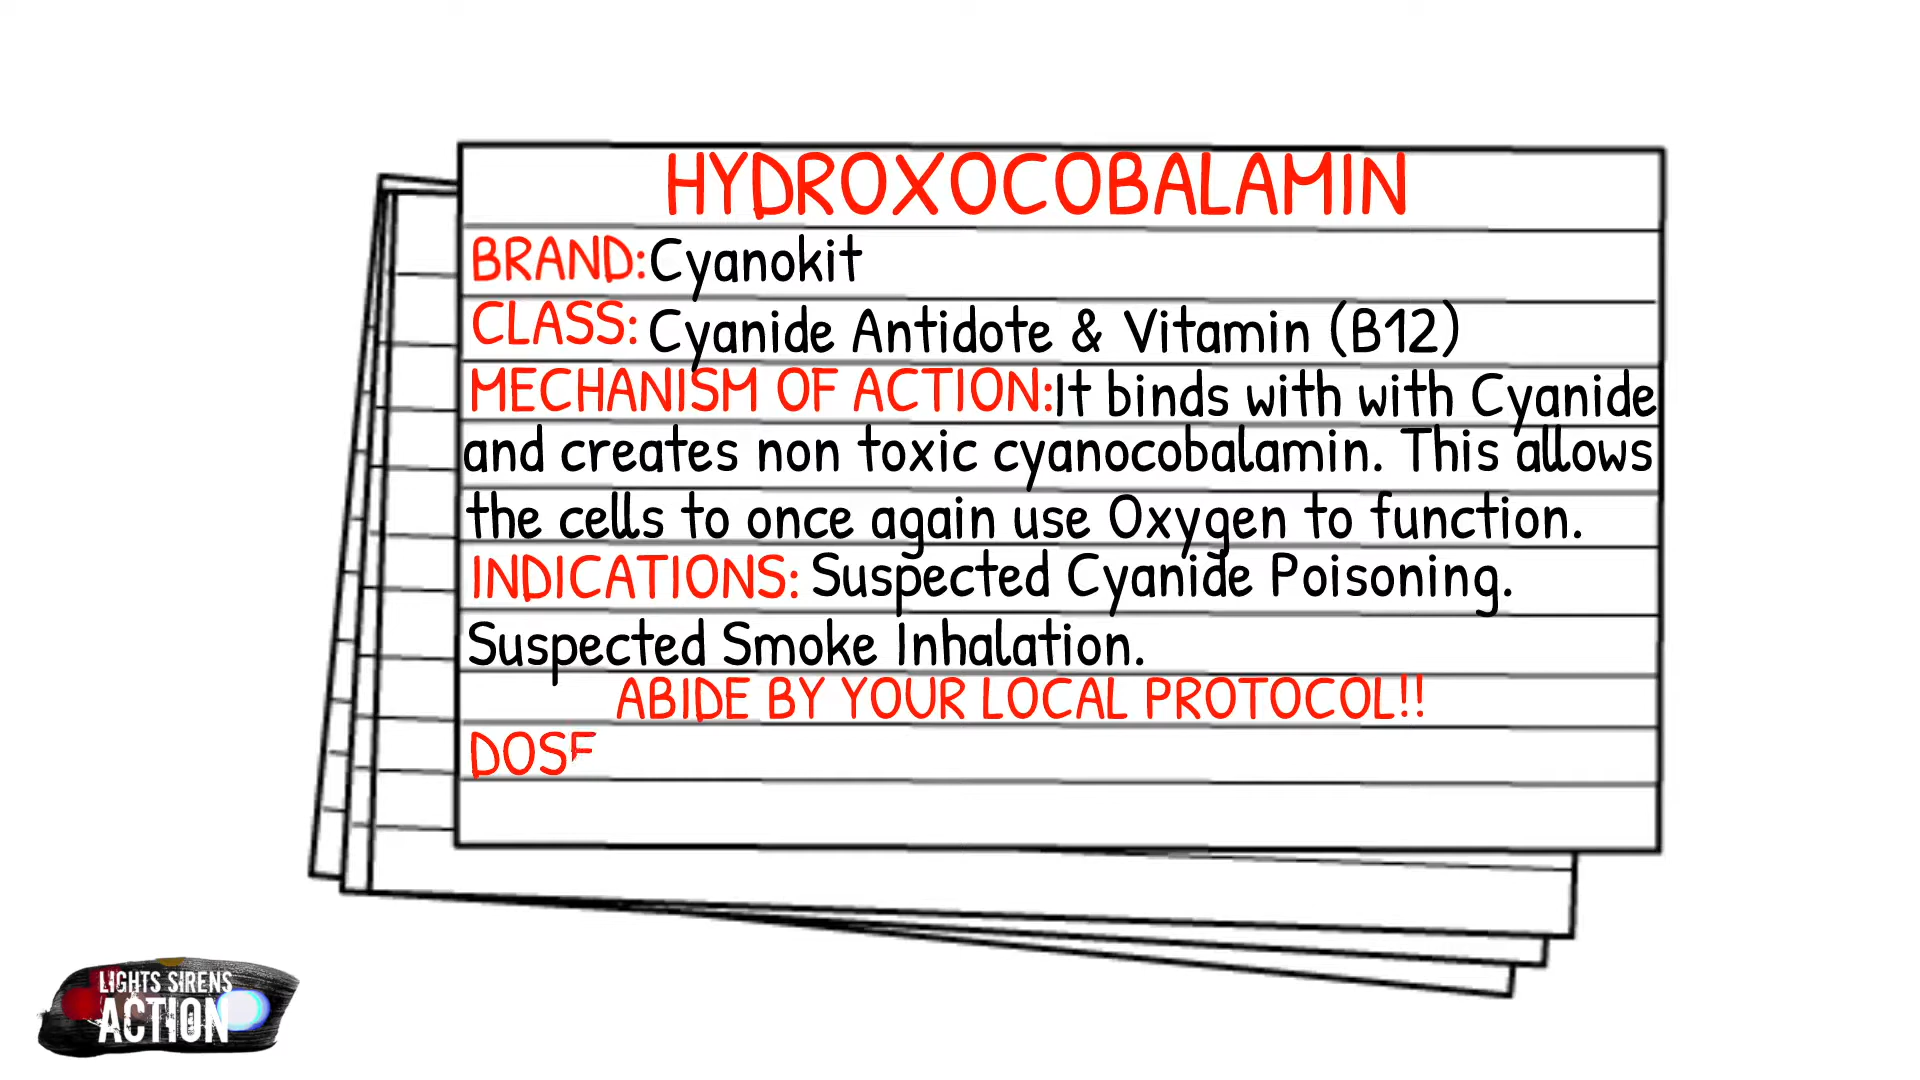 HYDROXOCOBALAMIN
BRAND:Cyanokit
CLASS: Cyanide Antidote & Vitamin (B12)
MECHANISM OF ACTION:It binds with with Cyanide
and creates non toxic cyanocobalamin. This allows
the cells to once again use Oxygen to function.
INDICATIONS: Suspected Cyanide Poisoning.
Suspected Smoke Inhalation.
ABIDE BY YOUR LOCAL PROTOCOL!!
DOSE
LIGHTS SIRENS
ACTION